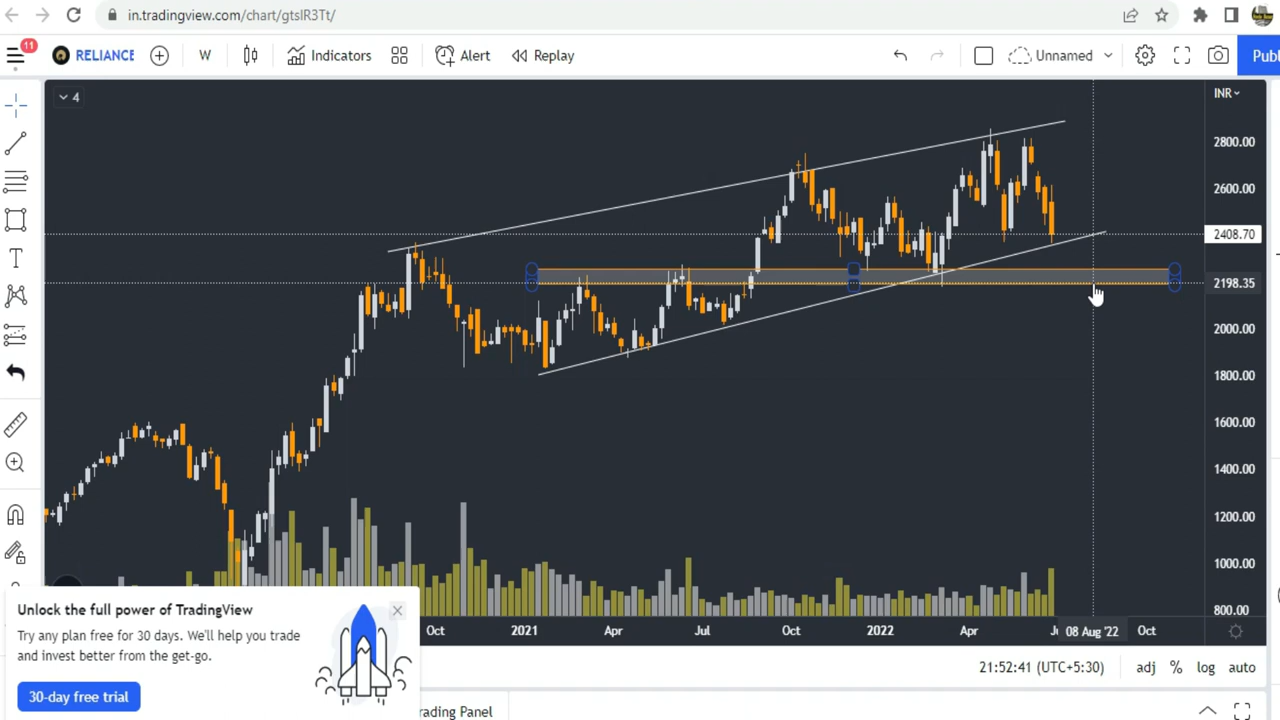 in.tradingview.com/chart/gtslR3Tt/
11
RELIANCE
W
Indicators
Alert
Replay
Unnamed
Publ
4
INR
2800.00
2600.00
2408.70
2198.35
2000.00
1800.00
1600.00
1400.00
1200.00
1000.00
800.00
Oct
2021
Apr
Jul
Oct
2022
Apr
08 Aug '22
Oct
Unlock the full power of TradingView
Try any plan free for 30 days. We'll help you trade
and invest better from the get-go.
30-day free trial
21:52:41 (UTC+5:30)
adj
%
log
auto
rading Panel